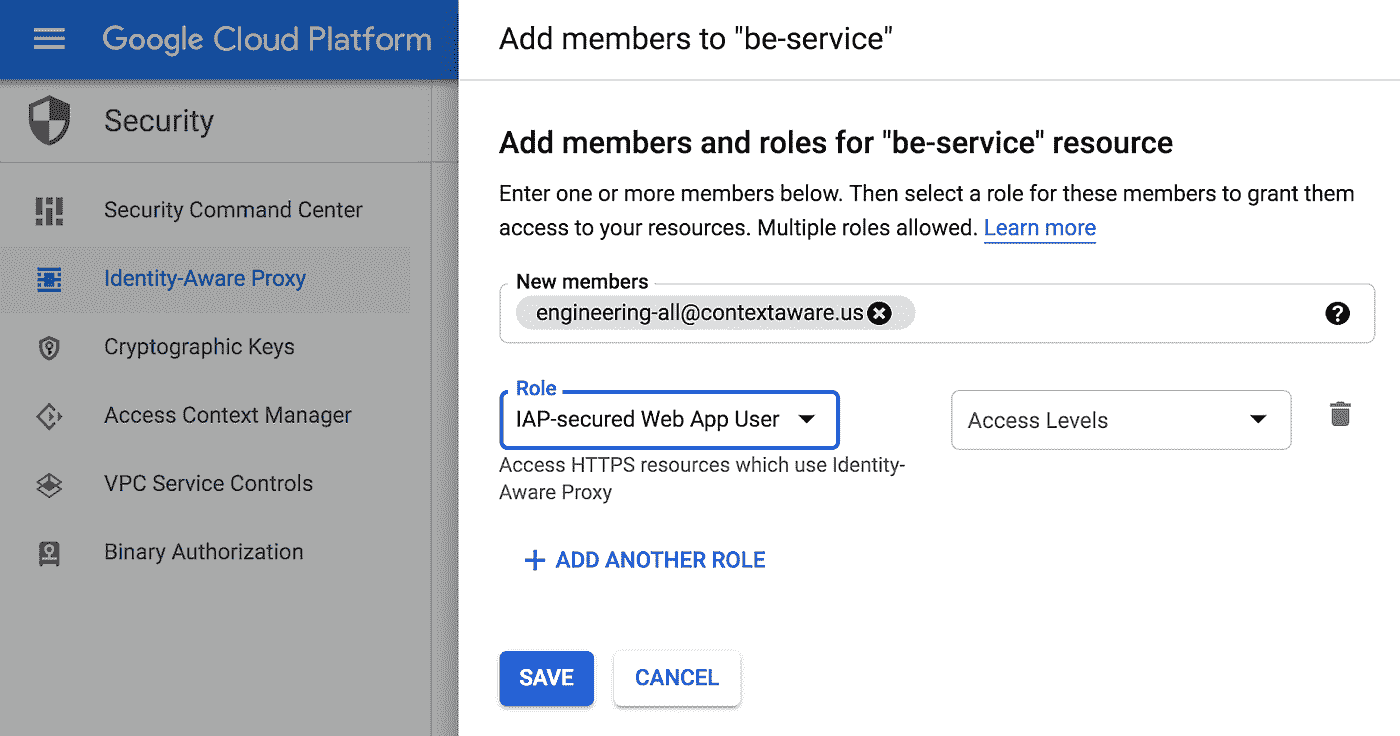 Google Cloud Platform
Security
Security Command Center
Identity-Aware Proxy
Cryptographic Keys
Access Context Manager
VPC Service Controls
Binary Authorization
Add members to "be-service"
Add members and roles for "be-service" resource
Enter one or more members below. Then select a role for these members to grant them
access to your resources. Multiple roles allowed. Learn more
New members
engineering-all@contextaware.us
Role
IAP-secured Web App User
Access Levels
Access HTTPS resources which use Identity-
Aware Proxy
+ ADD ANOTHER ROLE
SAVE
CANCEL